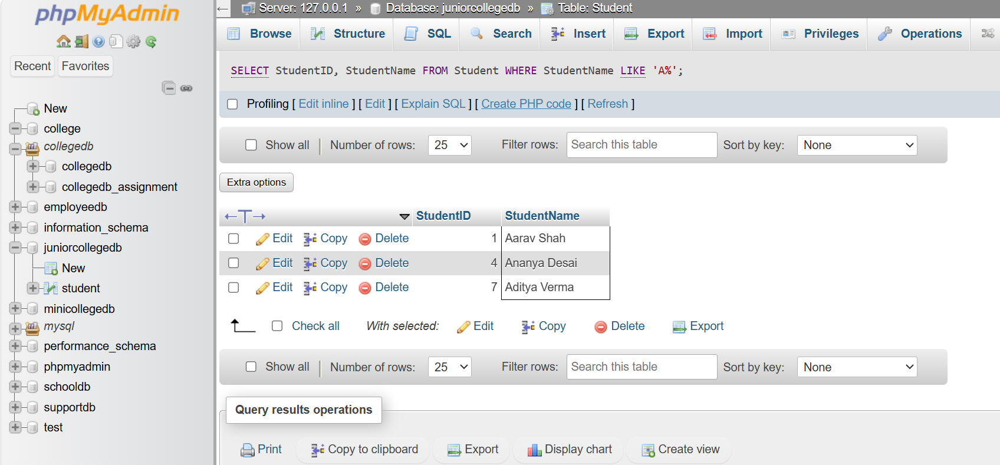 phpMyAdmin
Recent Favorites
New
college
collegedb
collegedb
collegedb_assignment
employeedb
information_schema
juniorcollegedb
New
student
minicollegedb
mysql
performance_schema
phpmyadmin
schooldb
supportdb
test
Server: 127.0.0.1 » Database: juniorcollegedb » Table: Student
Browse Structure SQL Search Insert Export Import Privileges Operations
SELECT StudentID, StudentName FROM Student WHERE StudentName LIKE 'A%';
Profiling [ Edit inline ] [ Edit ] [ Explain SQL ] [ Create PHP code ] [ Refresh ]
Show all Number of rows: 25 Filter rows: Search this table Sort by key: None
Extra options
←T→ StudentID StudentName
Edit Copy Delete 1 Aarav Shah
Edit Copy Delete 4 Ananya Desai
Edit Copy Delete 7 Aditya Verma
Check all With selected: Edit Copy Delete Export
Show all Number of rows: 25 Filter rows: Search this table Sort by key: None
Query results operations
Print Copy to clipboard Export Display chart Create view